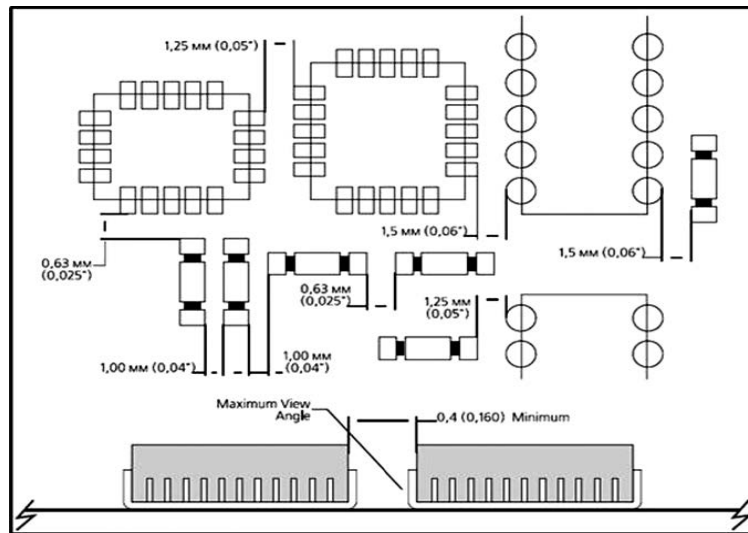 1,25 мм (0,05")
1,5 мм (0,06")
1,5 мм (0,06")
0,63 мм
(0,025")
0,63 мм
(0,025")
1,25 мм
(0,05")
1,00 мм (0,04")
1,00 мм
(0,04")
Maximum View
Angle
0,4 (0,160) Minimum